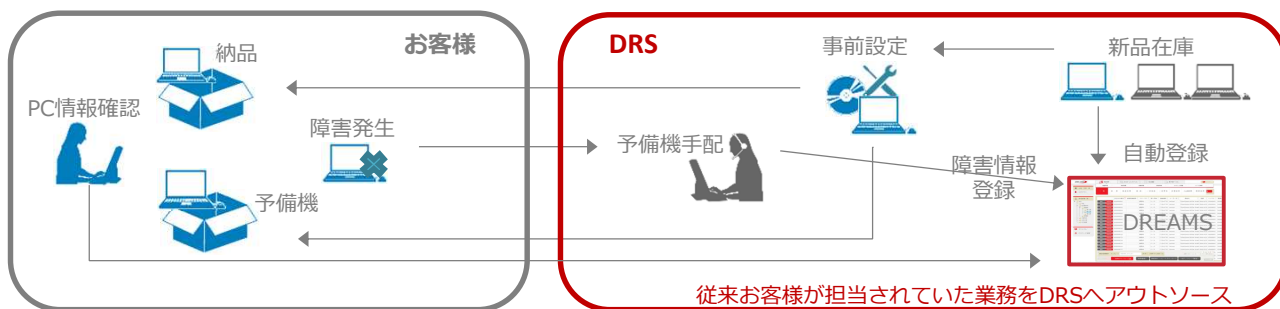 お客様
納品
PC情報確認
障害発生
予備機
DRS
事前設定
新品在庫
予備機手配
障害情報
登録
自動登録
DREAMS
従来お客様が担当されていた業務をDRSへアウトソース